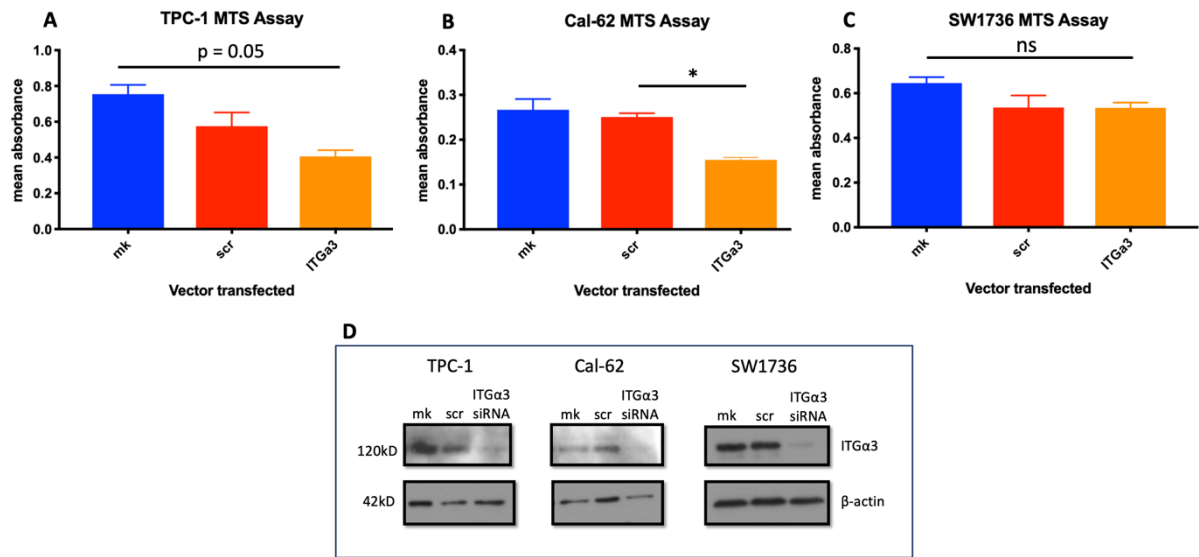 A
TPC-1 MTS Assay
p = 0.05
1.0
0.8
0.6
0.4
0.2
0.0
mean absorbance
mk
scr
ITGa3
Vector transfected
B
Cal-62 MTS Assay
*
0.4
0.3
0.2
0.1
0.0
mean absorbance
mk
scr
ITGa3
Vector transfected
C
SW1736 MTS Assay
ns
0.8
0.6
0.4
0.2
0.0
mean absorbance
mk
scr
ITGa3
Vector transfected
D
TPC-1
Cal-62
SW1736
mk scr ITGα3
siRNA
mk scr ITGα3
siRNA
mk scr ITGα3
siRNA
120kD
ITGα3
42kD
β-actin